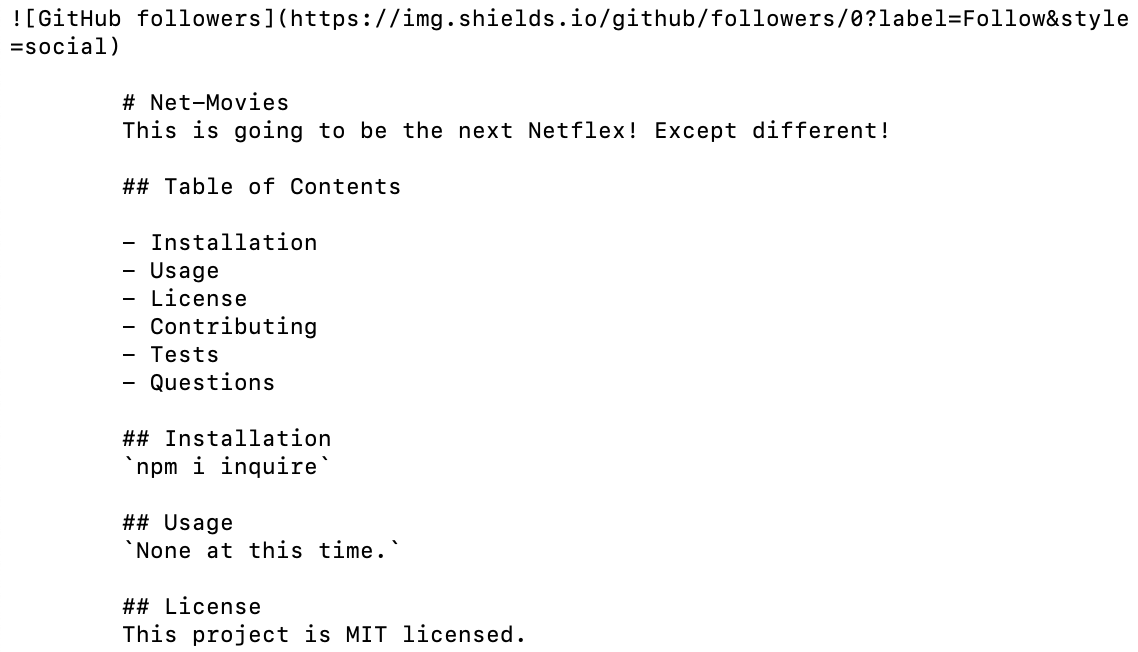 ![GitHub followers](https://img.shields.io/github/followers/0?label=Follow&style
=social)
# Net-Movies
This is going to be the next Netflex! Except different!
## Table of Contents
- Installation
- Usage
- License
- Contributing
- Tests
- Questions
## Installation
`npm i inquire`
## Usage
`None at this time.`
## License
This project is MIT licensed.